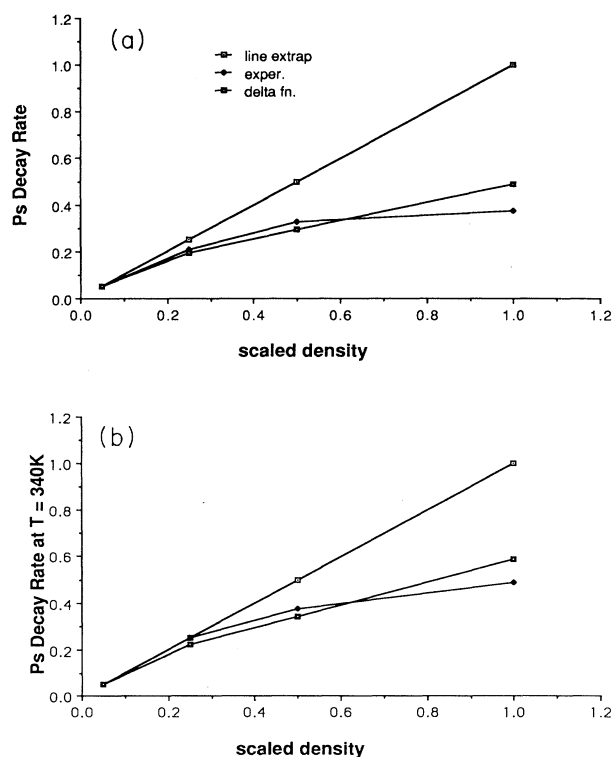 (a)
line extrap
exper.
delta fn.
Ps Decay Rate
1.2
1.0
0.8
0.6
0.4
0.2
0.0
0.0 0.2 0.4 0.6 0.8 1.0 1.2
scaled density
(b)
Ps Decay Rate at T = 340K
1.2
1.0
0.8
0.6
0.4
0.2
0.0
0.0 0.2 0.4 0.6 0.8 1.0 1.2
scaled density